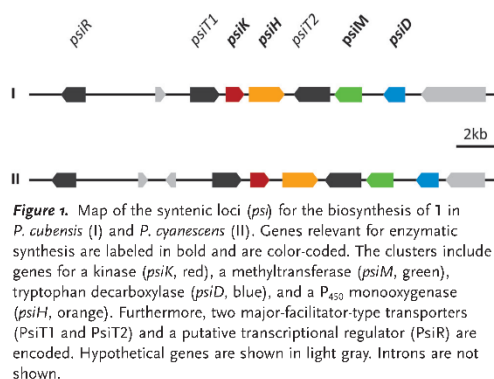 psiR psiT1 psiK psiH psiT2 psiM psiD
I
2kb
II
Figure 1. Map of the syntenic loci (psi) for the biosynthesis of 1 in
P. cubensis (I) and P. cyanescens (II). Genes relevant for enzymatic
synthesis are labeled in bold and are color-coded. The clusters include
genes for a kinase (psiK, red), a methyltransferase (psiM, green),
tryptophan decarboxylase (psiD, blue), and a P450 monooxygenase
(psiH, orange). Furthermore, two major-facilitator-type transporters
(PsiT1 and PsiT2) and a putative transcriptional regulator (PsiR) are
encoded. Hypothetical genes are shown in light gray. Introns are not
shown.